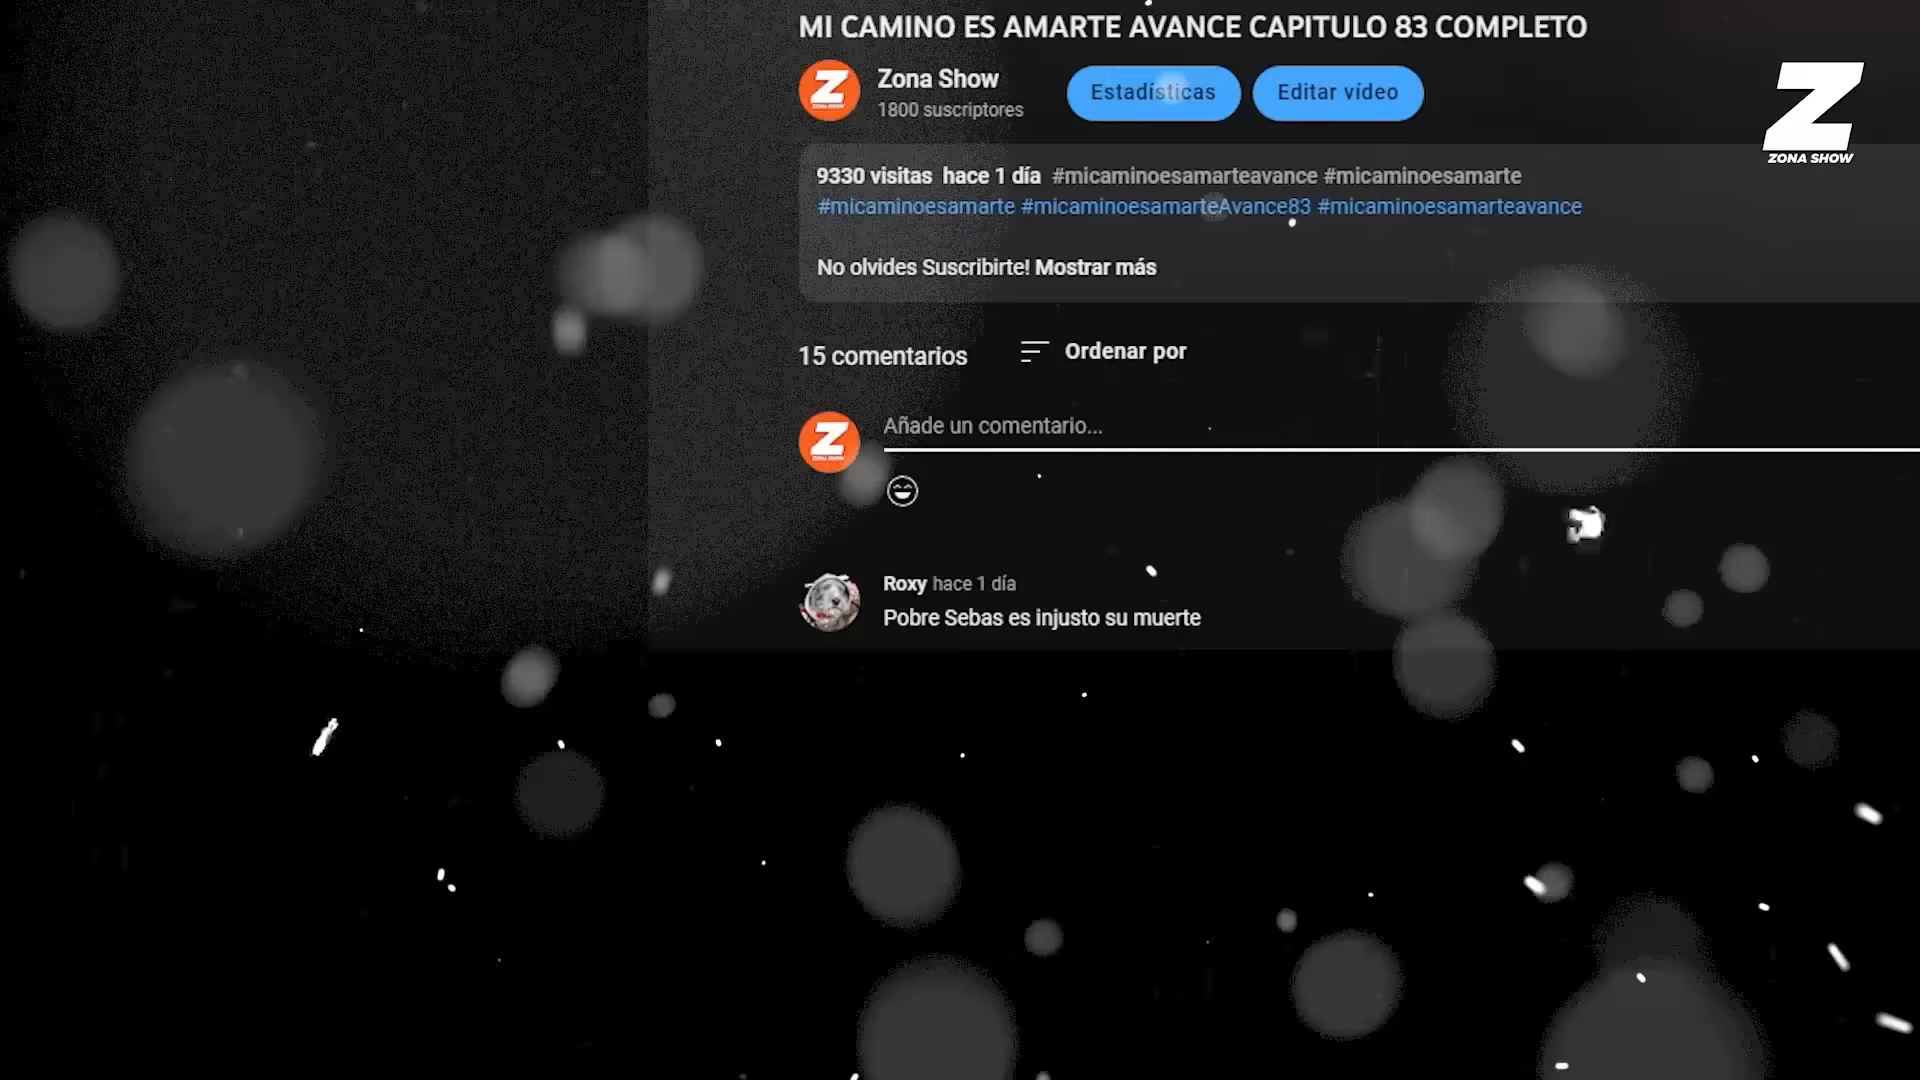 MI CAMINO ES AMARTE AVANCE CAPITULO 83 COMPLETO
Zona Show
1800 suscriptores
Estadísticas
Editar vídeo
Z
ZONA SHOW
9330 visitas hace 1 día #micaminoesamarteavance #micaminoesamarte
#micaminoesamarte #micaminoesamarteAvance83 #micaminoesamarteavance
No olvides Suscribirte! Mostrar más
15 comentarios
Ordenar por
Añade un comentario...
Roxy hace 1 día
Pobre Sebas es injusto su muerte